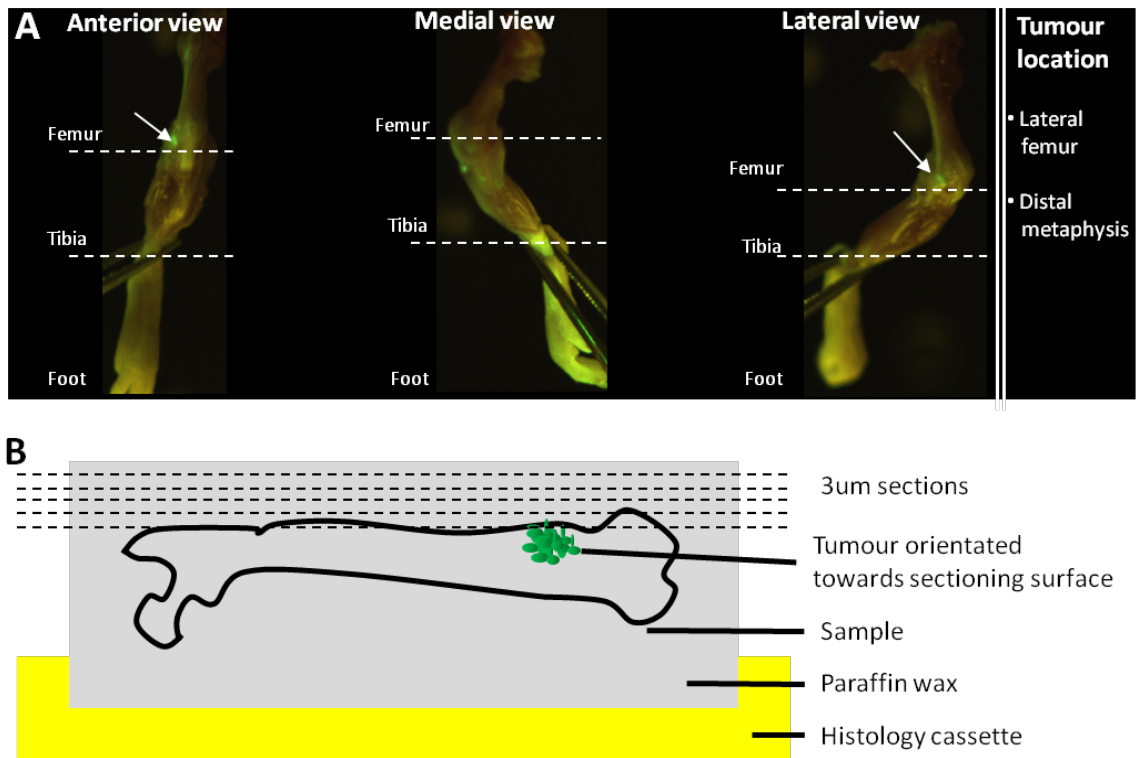 A
Anterior view
Medial view
Lateral view
Tumour
location
• Lateral
femur
• Distal
metaphysis
Femur
Tibia
Foot
Femur
Tibia
Foot
Femur
Tibia
Foot
B
3um sections
Tumour orientated
towards sectioning surface
Sample
Paraffin wax
Histology cassette